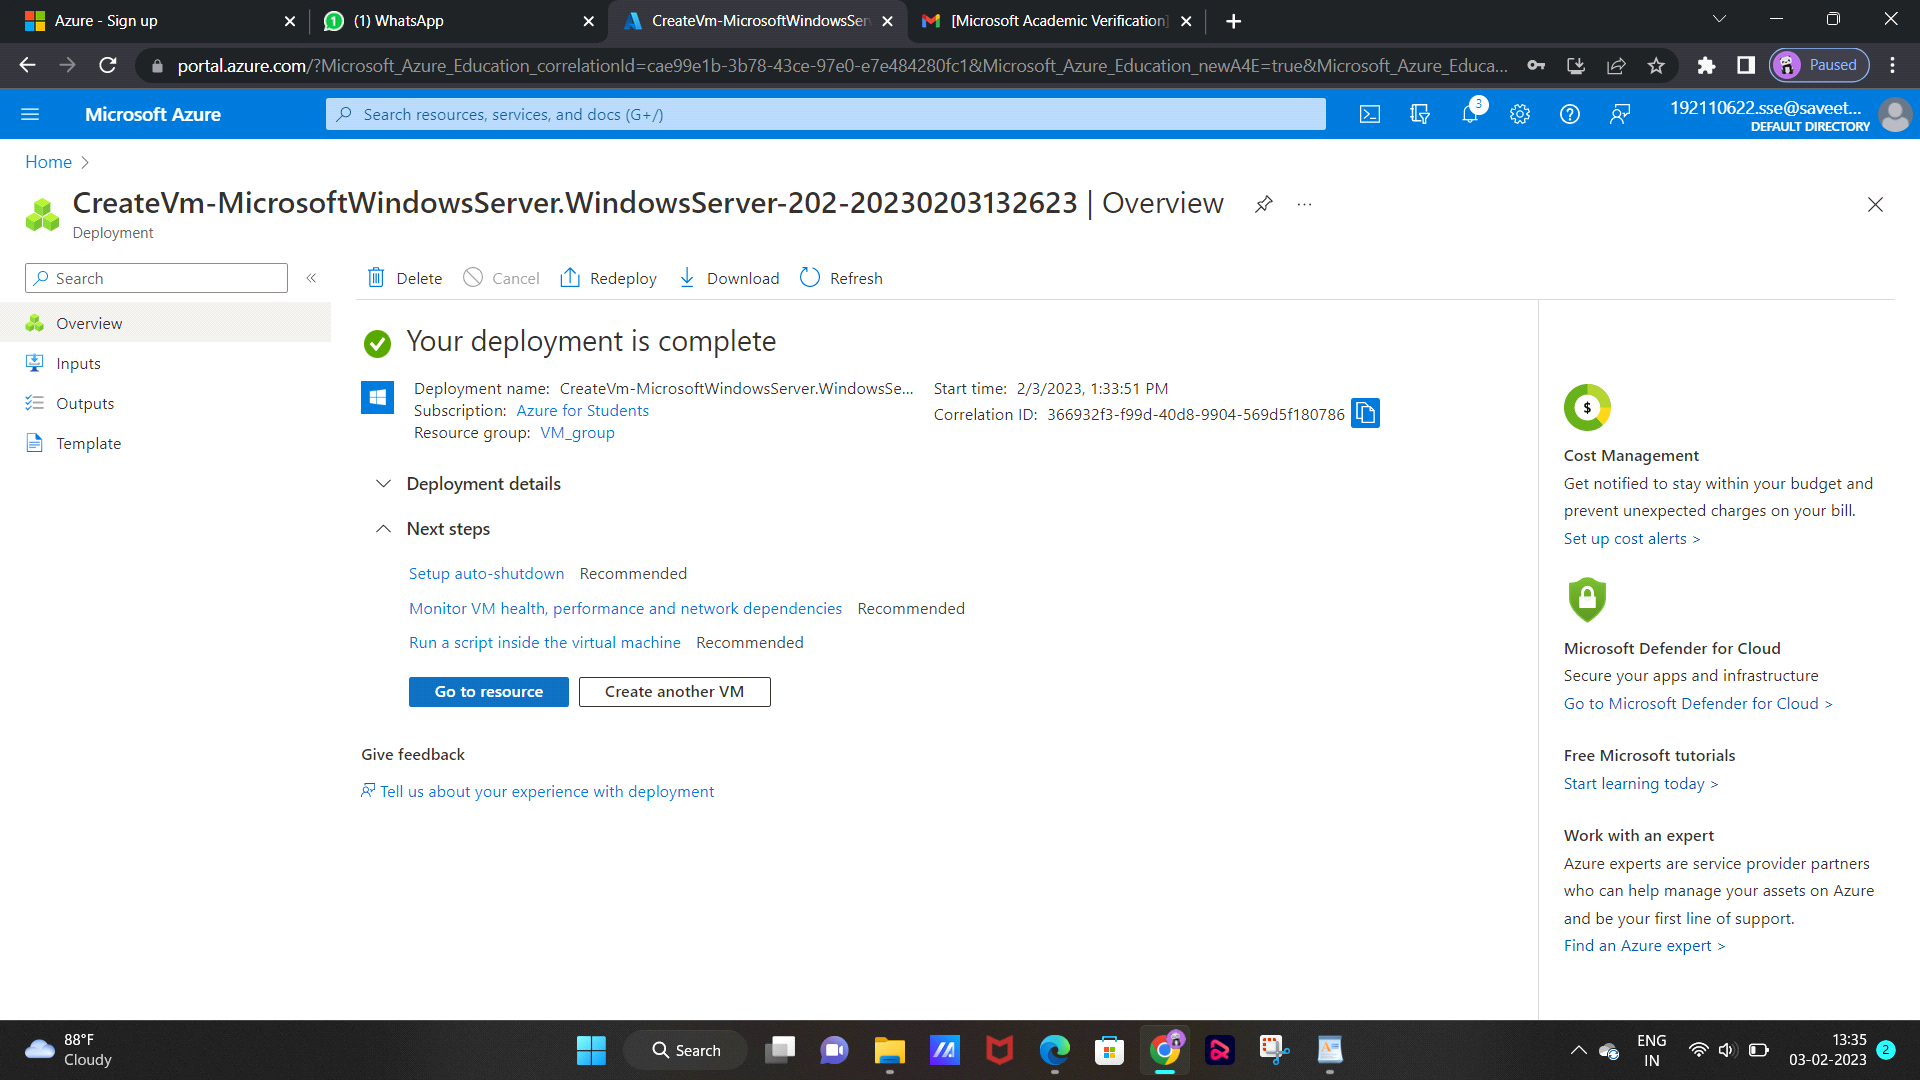 Azure - Sign up
(1) WhatsApp
CreateVm-MicrosoftWindowsSer
[Microsoft Academic Verification]
portal.azure.com/?Microsoft_Azure_Education_correlationId=cae99e1b-3b78-43ce-97e0-e7e484280fc1&Microsoft_Azure_Education_newA4E=true&Microsoft_Azure_Educa...
Paused
Microsoft Azure
Search resources, services, and docs (G+/)
3
192110622.sse@saveet...
DEFAULT DIRECTORY
Home
CreateVm-MicrosoftWindowsServer.WindowsServer-202-20230203132623 | Overview
Deployment
Search
Delete
Cancel
Redeploy
Download
Refresh
Overview
Inputs
Outputs
Template
Your deployment is complete
Deployment name: CreateVm-MicrosoftWindowsServer.WindowsSe...
Subscription: Azure for Students
Resource group: VM_group
Start time: 2/3/2023, 1:33:51 PM
Correlation ID: 366932f3-f99d-40d8-9904-569d5f180786
Deployment details
Next steps
Setup auto-shutdown Recommended
Monitor VM health, performance and network dependencies Recommended
Run a script inside the virtual machine Recommended
Go to resource
Create another VM
Give feedback
Tell us about your experience with deployment
Cost Management
Get notified to stay within your budget and
prevent unexpected charges on your bill.
Set up cost alerts >
Microsoft Defender for Cloud
Secure your apps and infrastructure
Go to Microsoft Defender for Cloud >
Free Microsoft tutorials
Start learning today >
Work with an expert
Azure experts are service provider partners
who can help manage your assets on Azure
and be your first line of support.
Find an Azure expert >
88°F
Cloudy
Search
ENG
IN
13:35
03-02-2023
2